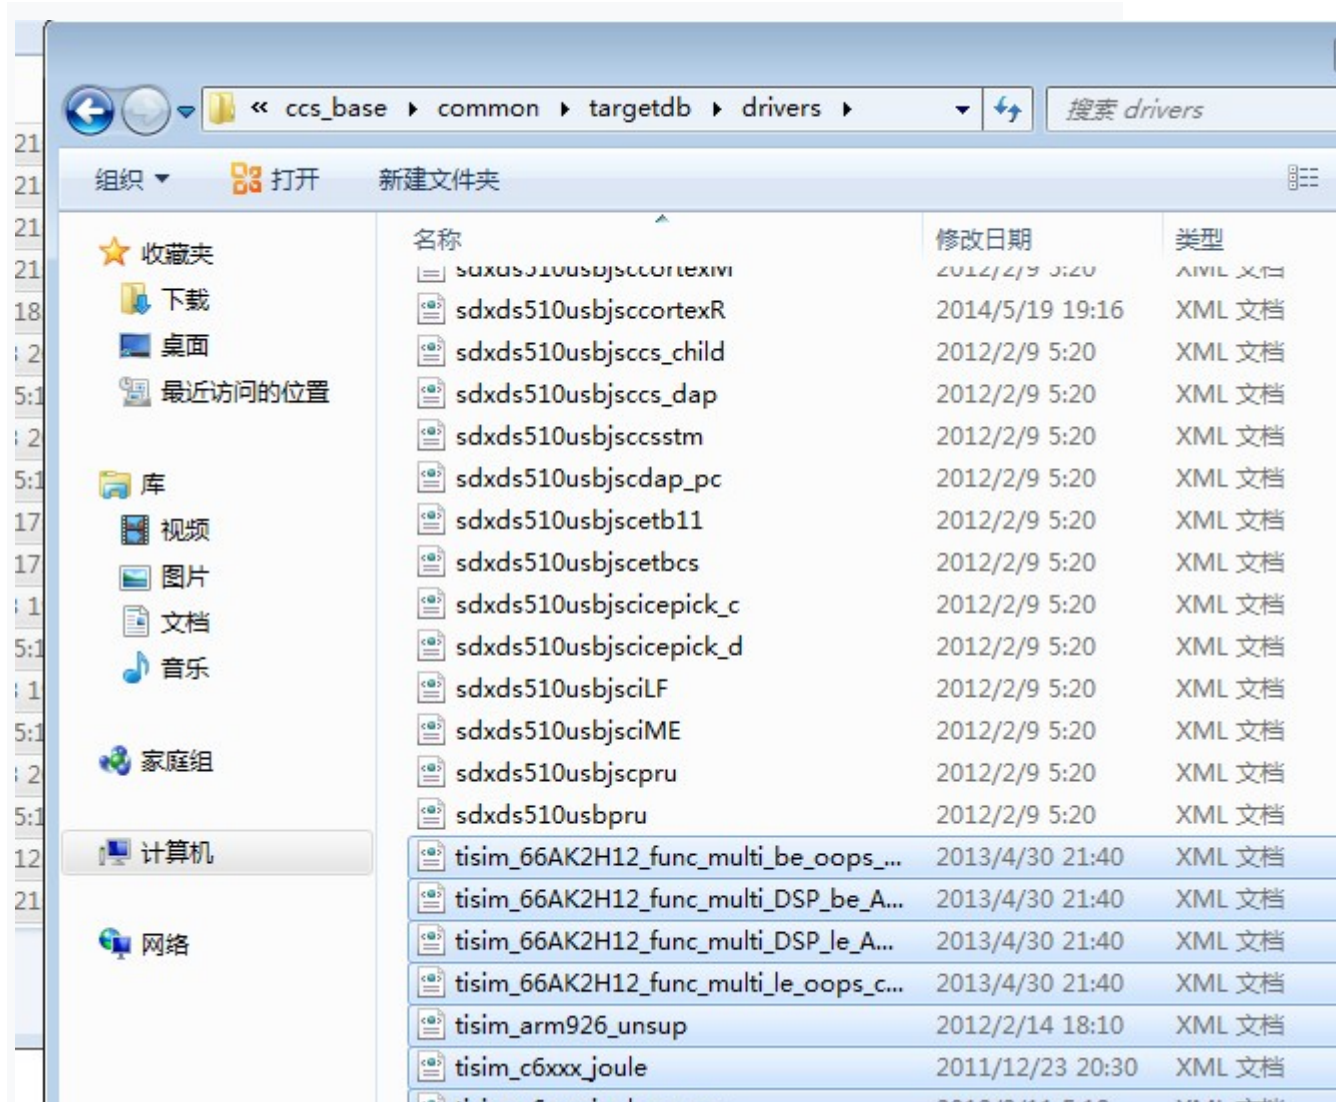 « ccs_base ▸ common ▸ targetdb ▸ drivers ▸ 搜索 drivers
组织 打开 新建文件夹
名称 修改日期 类型
收藏夹
下载
桌面
最近访问的位置
库
视频
图片
文档
音乐
家庭组
计算机
网络
sdxds510usbjsccortexM 2012/2/9 5:20 XML 文档
sdxds510usbjsccortexR 2014/5/19 19:16 XML 文档
sdxds510usbjsccs_child 2012/2/9 5:20 XML 文档
sdxds510usbjsccs_dap 2012/2/9 5:20 XML 文档
sdxds510usbjsccsstm 2012/2/9 5:20 XML 文档
sdxds510usbjscdap_pc 2012/2/9 5:20 XML 文档
sdxds510usbjscetb11 2012/2/9 5:20 XML 文档
sdxds510usbjscetbcs 2012/2/9 5:20 XML 文档
sdxds510usbjscicepick_c 2012/2/9 5:20 XML 文档
sdxds510usbjscicepick_d 2012/2/9 5:20 XML 文档
sdxds510usbjsciLF 2012/2/9 5:20 XML 文档
sdxds510usbjsciME 2012/2/9 5:20 XML 文档
sdxds510usbjscpru 2012/2/9 5:20 XML 文档
sdxds510usbpru 2012/2/9 5:20 XML 文档
tisim_66AK2H12_func_multi_be_oops_... 2013/4/30 21:40 XML 文档
tisim_66AK2H12_func_multi_DSP_be_A... 2013/4/30 21:40 XML 文档
tisim_66AK2H12_func_multi_DSP_le_A... 2013/4/30 21:40 XML 文档
tisim_66AK2H12_func_multi_le_oops_c... 2013/4/30 21:40 XML 文档
tisim_arm926_unsup 2012/2/14 18:10 XML 文档
tisim_c6xxx_joule 2011/12/23 20:30 XML 文档